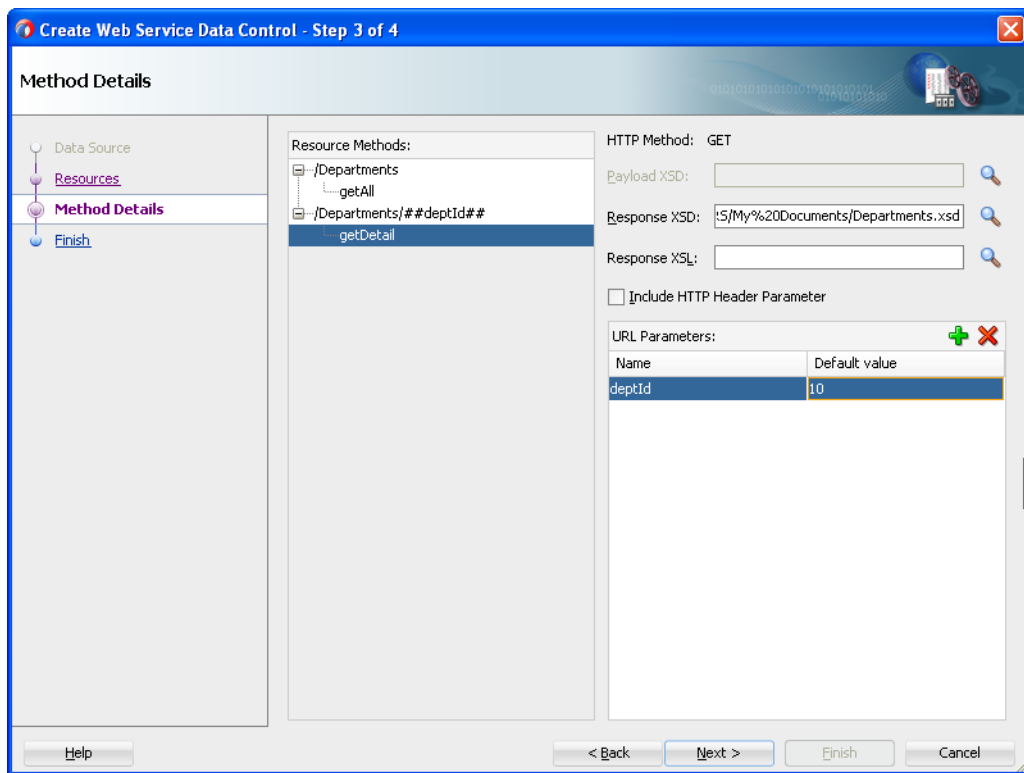 Create Web Service Data Control - Step 3 of 4
Method Details
Data Source
Resources
Method Details
Finish
Resource Methods:
/Departments
getAll
/Departments/##deptId##
getDetail
HTTP Method: GET
Payload XSD:
Response XSD: :S/My%20Documents/Departments.xsd
Response XSL:
Include HTTP Header Parameter
URL Parameters:
Name Default value
deptId 10
Help
< Back
Next >
Finish
Cancel